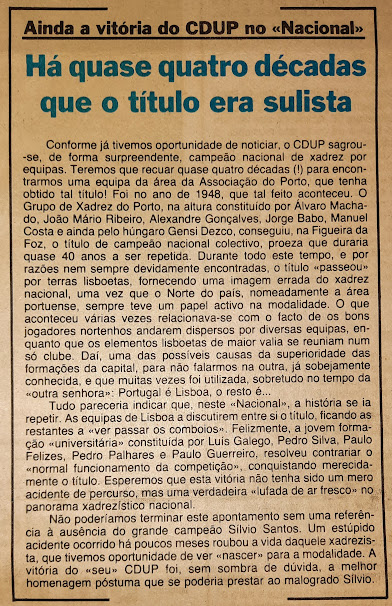 Ainda a vitória do CDUP no «Nacional»
Há quase quatro décadas
que o título era sulista
Conforme já tivemos oportunidade de noticiar, o CDUP sagrou-
-se, de forma surpreendente, campeão nacional de xadrez por
equipas. Teremos que recuar quase quatro décadas (!) para encon-
trarmos uma equipa da área da Associação do Porto, que tenha
obtido tal título! Foi no ano de 1948, que tal feito aconteceu. O
Grupo de Xadrez do Porto, na altura constituído por Álvaro Macha-
do, João Mário Ribeiro, Alexandre Gonçalves, Jorge Babo, Manuel
Costa e ainda pelo húngaro Gensi Dezco, conseguiu, na Figueira da
Foz, o título de campeão nacional colectivo, proeza que duraria
quase 40 anos a ser repetida. Durante todo este tempo, e por
razões nem sempre devidamente encontradas, o título «passeou»
por terras lisboetas, fornecendo uma imagem errada do xadrez
nacional, uma vez que o Norte do país, nomeadamente a área
portuense, sempre teve um papel activo na modalidade. O que
aconteceu várias vezes relacionava-se com o facto de os bons
jogadores nortenhos andarem dispersos por diversas equipas, en-
quanto que os elementos lisboetas de maior valia se reuniam num
só clube. Daí, uma das possíveis causas da superioridade das
formações da capital, para não falarmos na outra, já sobejamente
conhecida, e que muitas vezes foi utilizada, sobretudo no tempo da
«outra senhora»: Portugal é Lisboa, o resto é...
Tudo pareceria indicar que, neste «Nacional», a história se ia
repetir. As equipas de Lisboa a discutirem entre si o título, ficando as
restantes a «ver passar os comboios». Felizmente, a jovem forma-
ção «universitária» constituída por Luís Galego, Pedro Silva, Paulo
Felizes, Pedro Palhares e Paulo Guerreiro, resolveu contrariar o
«normal funcionamento da competição», conquistando merecida-
mente o título. Esperemos que esta vitória não tenha sido um mero
acidente de percurso, mas uma verdadeira «lufada de ar fresco» no
panorama xadrezístico nacional.
Não poderíamos terminar este apontamento sem uma referên-
cia à ausência do grande campeão Sílvio Santos. Um estúpido
acidente ocorrido há poucos meses roubou a vida daquele xadrezis-
ta, que tivemos oportunidade de ver «nascer» para a modalidade. A
vitória do «seu» CDUP foi, sem sombra de dúvida, a melhor
homenagem póstuma que se poderia prestar ao malogrado Sílvio.